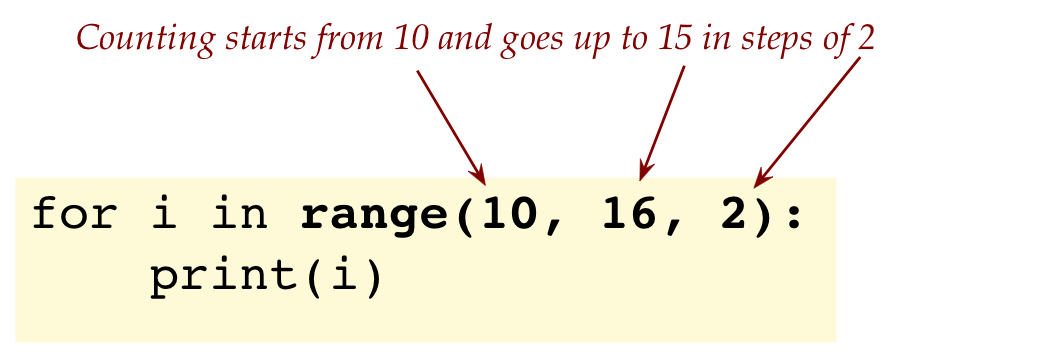 Counting starts from 10 and goes up to 15 in steps of 2
for i in range(10, 16, 2):
    print(i)